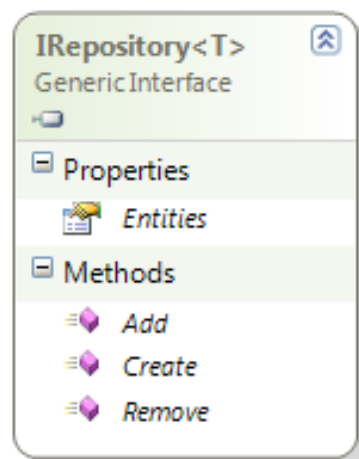 IRepository<T>
Generic Interface
Properties
Entities
Methods
Add
Create
Remove